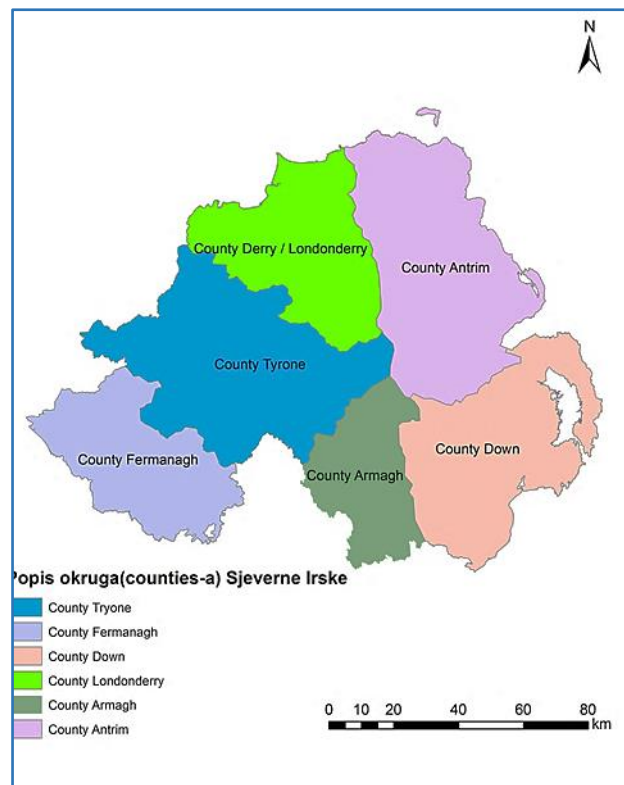 N
County Derry / Londonderry
County Antrim
County Tyrone
County Fermanagh
County Armagh
County Down
Popis okruga(counties-a) Sjeverne Irske
County Tryone
County Fermanagh
County Down
County Londonderry
County Armagh
County Antrim
0 10 20 40 60 80
km